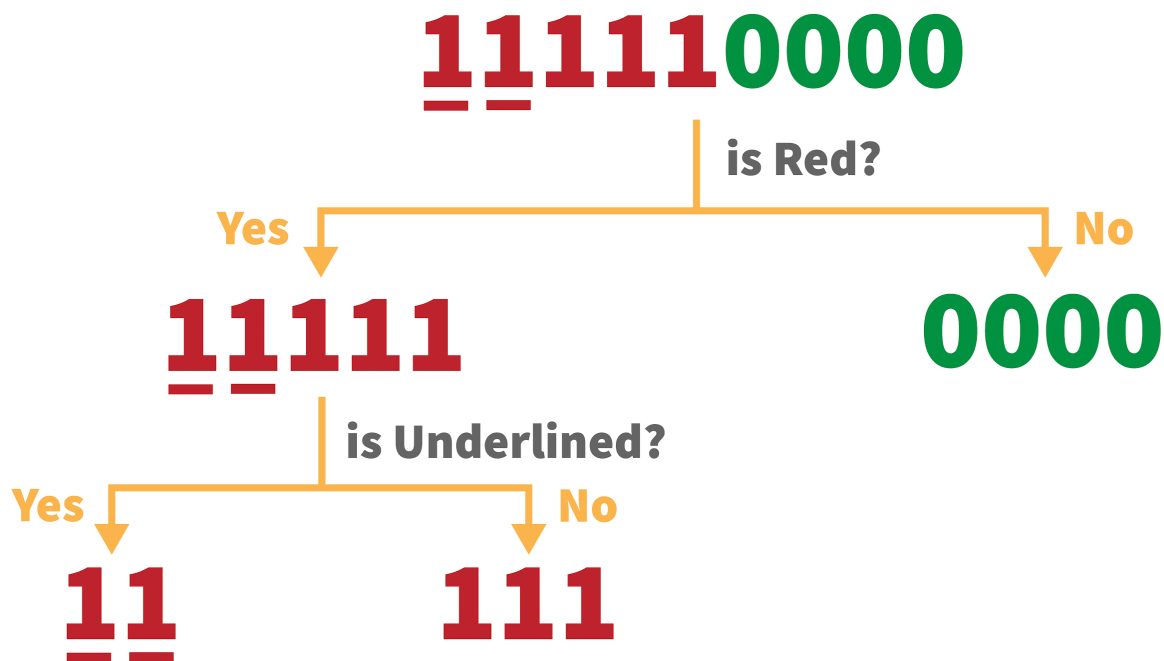 111110000
is Red?
Yes
No
11111
0000
is Underlined?
Yes
No
11
111